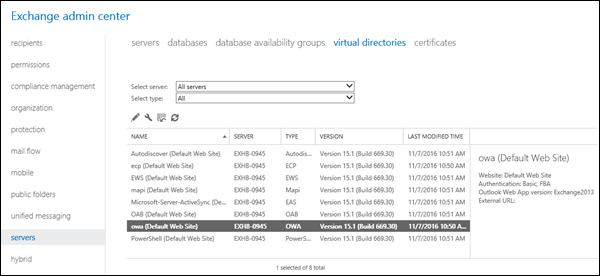 Exchange admin center
recipients
permissions
compliance management
organization
protection
mail flow
mobile
public folders
unified messaging
servers
hybrid
servers databases database availability groups virtual directories certificates
Select server: All servers
Select type: All
NAME SERVER TYPE VERSION LAST MODIFIED TIME
Autodiscover (Default Web Site) EXHB-0945 Autodis... Version 15.1 (Build 669.30) 11/7/2016 10:51 AM
ecp (Default Web Site) EXHB-0945 ECP Version 15.1 (Build 669.30) 11/7/2016 10:50 AM
EWS (Default Web Site) EXHB-0945 EWS Version 15.1 (Build 669.30) 11/7/2016 10:51 AM
mapi (Default Web Site) EXHB-0945 Mapi Version 15.1 (Build 669.30) 11/7/2016 10:51 AM
Microsoft-Server-ActiveSync (De... EXHB-0945 EAS Version 15.1 (Build 669.30) 11/7/2016 10:51 AM
OAB (Default Web Site) EXHB-0945 OAB Version 15.1 (Build 669.30) 11/7/2016 10:51 AM
owa (Default Web Site) EXHB-0945 OWA Version 15.1 (Build 669.30) 11/7/2016 10:50 A...
PowerShell (Default Web Site) EXHB-0945 PowerS... Version 15.1 (Build 669.30) 11/7/2016 10:51 AM
1 selected of 8 total
owa (Default Web Site)
Website: Default Web Site
Authentication: Basic, FBA
Outlook Web App version: Exchange2013
External URL: